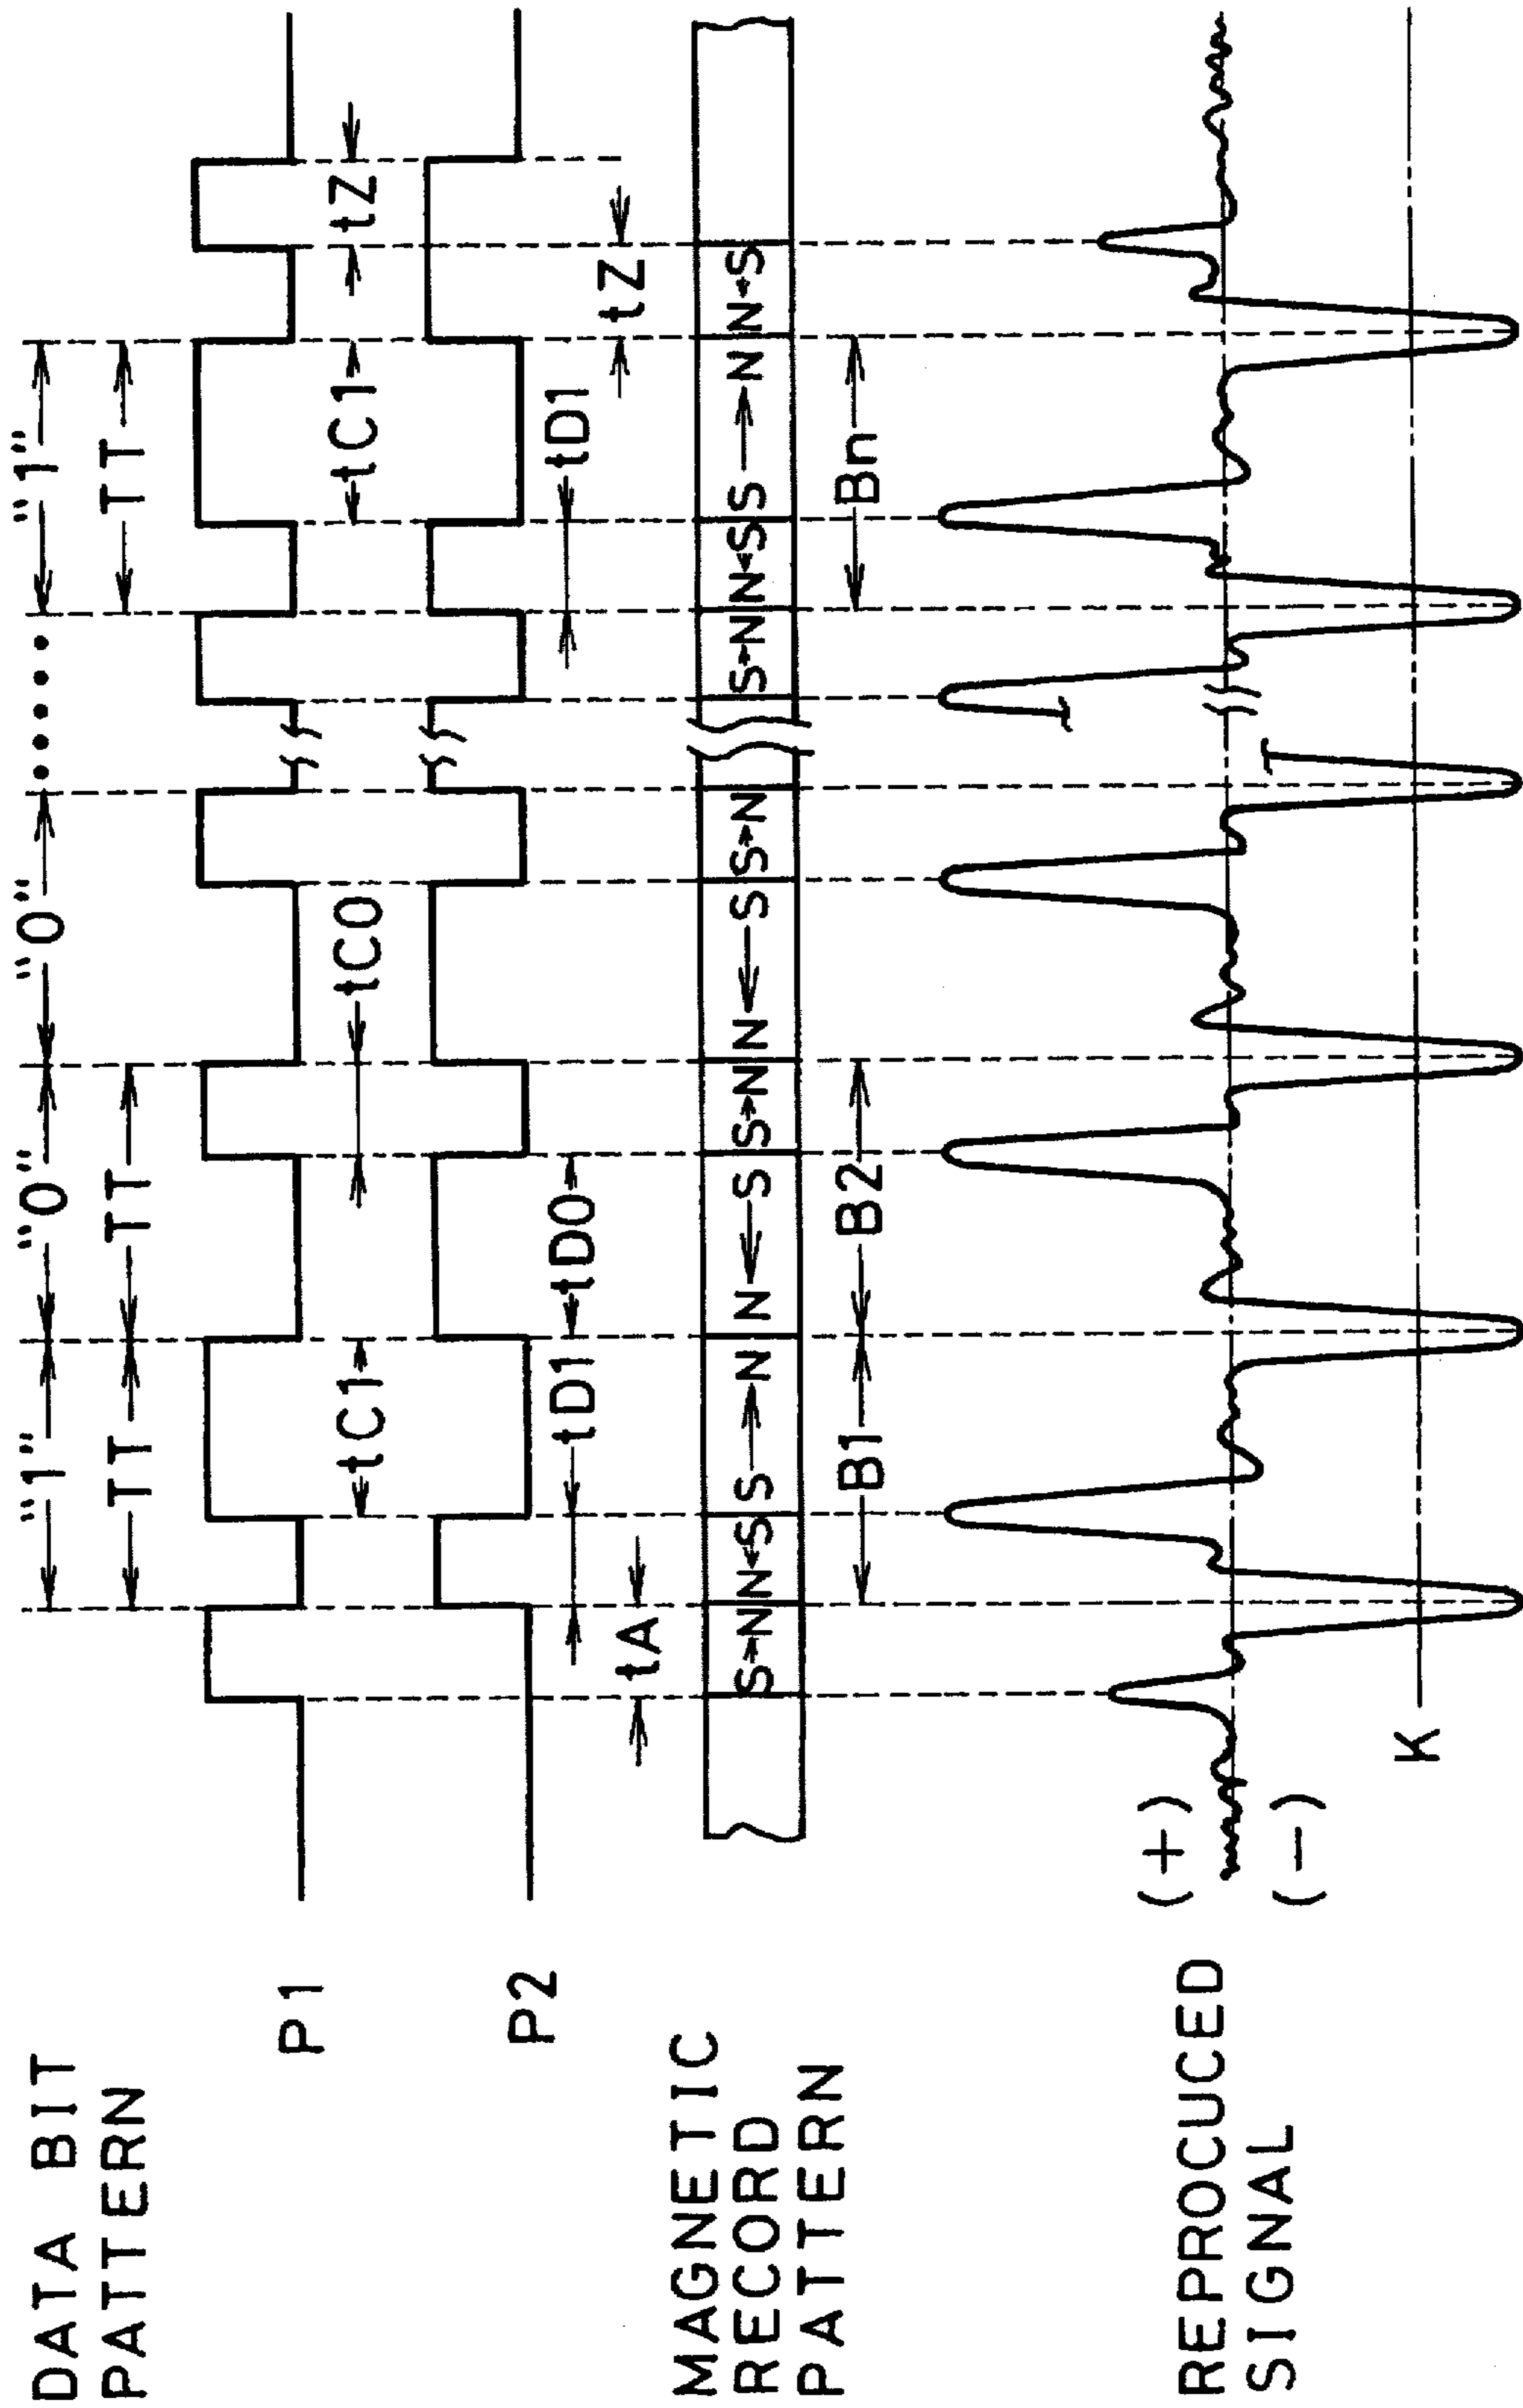 DATA BIT
PATTERN
"1" "0" "0" ..... "1"
TT TT TT
P1
tC1 tC0 tC1 tZ
P2
tD1 tD0 tD1
tA tZ
MAGNETIC
RECORD
PATTERN
S→N N←S S→N N←S S→N N←S S→N S→N N←S S→N N→S
B1 B2 Bn
REPROCUCED
SIGNAL
(+)
(-)
K